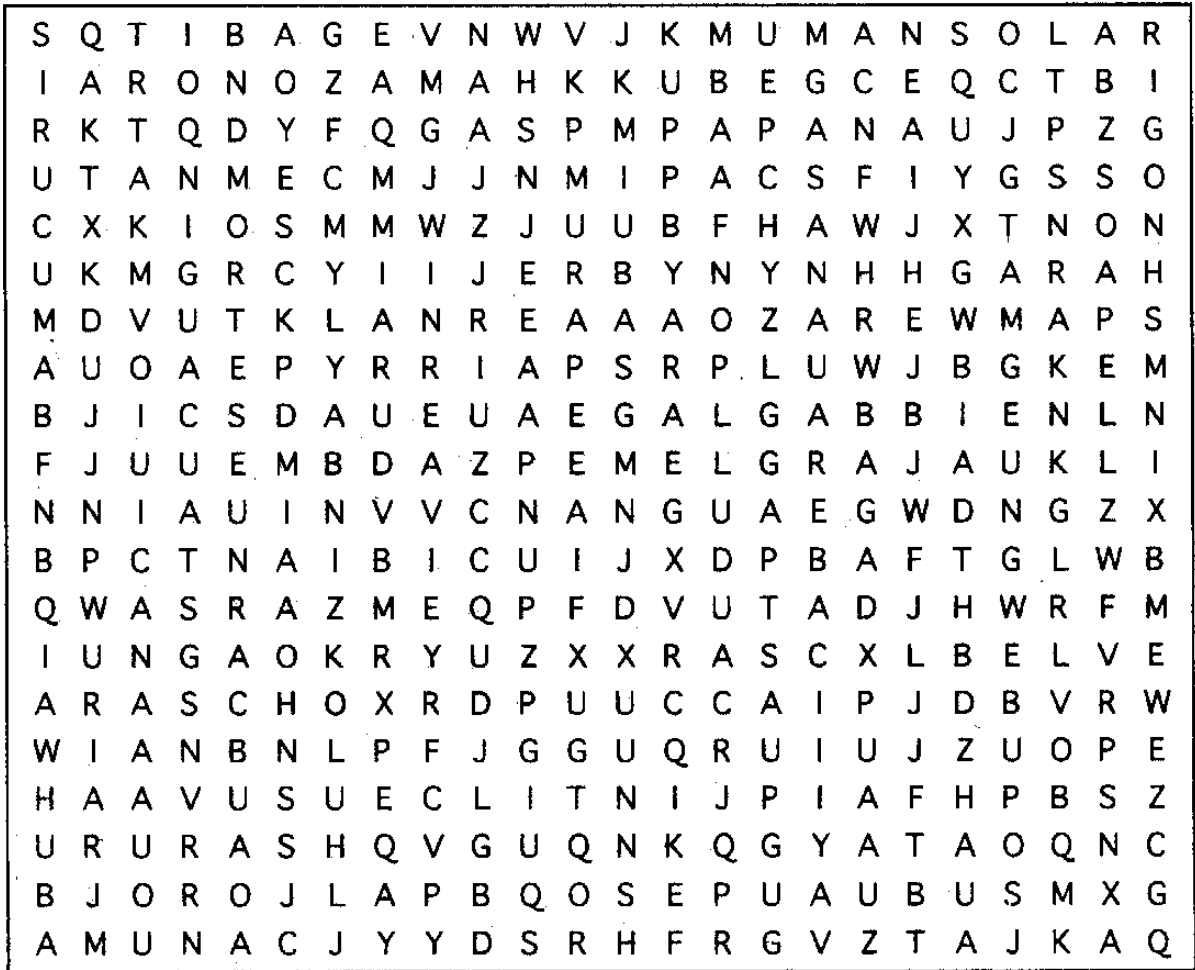 S Q T I B A G E V N W V J K M U M A N S O L A R
I A R O N O Z A M A H K K U B E G C E Q C T B I
R K T Q D Y F Q G A S P M P A P A N A U J P Z G
U T A N M E C M J J N M I P A C S F I Y G S S O
C X K I O S M M W Z J U U B F H A W J X T N O N
U K M G R C Y I I J E R B Y N Y N H H G A R A H
M D V U T K L A N R E A A A O Z A R E W M A P S
A U O A E P Y R R I A P S R P L U W J B G K E M
B J I C S D A U E U A E G A L G A B B I E N L N
F J U U E M B D A Z P E M E L G R A J A U K L I
N N I A U I N V V C N A N G U A E G W D N G Z X
B P C T N A I B I C U I J X D P B A F T G L W B
Q W A S R A Z M E Q P F D V U T A D J H W R F M
I U N G A O K R Y U Z X X R A S C X L B E L V E
A R A S C H O X R D P U U C C A I P J D B V R W
W I A N B N L P F J G G U Q R U I U J Z U O P E
H A A V U S U E C L I T N I J P I A F H P B S Z
U R U R A S H Q V G U Q N K Q G Y A T A O Q N C
B J O R O J L A P B Q O S E P U A U B U S M X G
A M U N A C J Y Y D S R H F R G V Z T A J K A Q